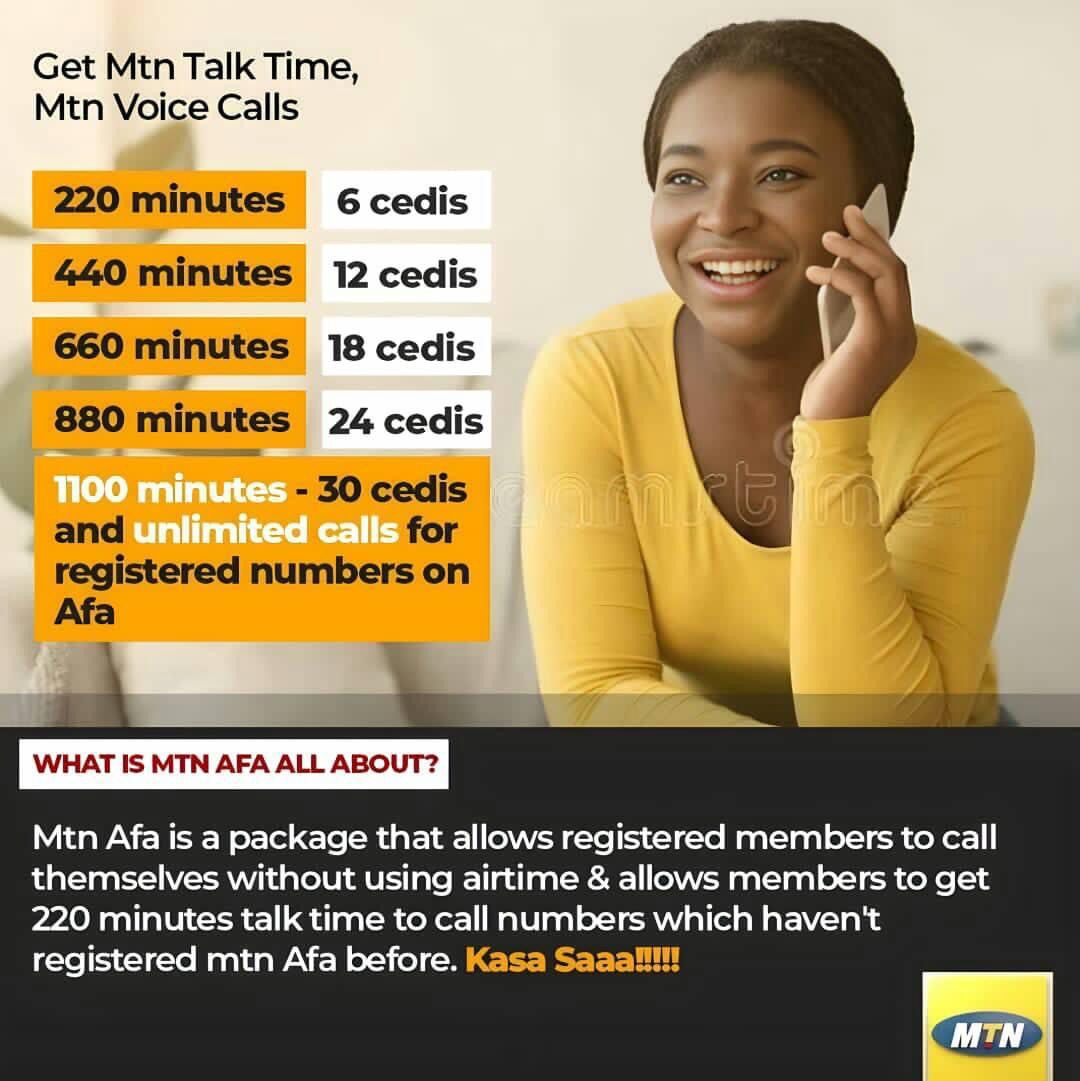 Get Mtn Talk Time,
Mtn Voice Calls
220 minutes 6 cedis
440 minutes 12 cedis
660 minutes 18 cedis
880 minutes 24 cedis
1100 minutes - 30 cedis
and unlimited calls for
registered numbers on
Afa
WHAT IS MTN AFA ALL ABOUT?
Mtn Afa is a package that allows registered members to call
themselves without using airtime & allows members to get
220 minutes talk time to call numbers which haven't
registered mtn Afa before. Kasa Saaa!!!!!
MTN